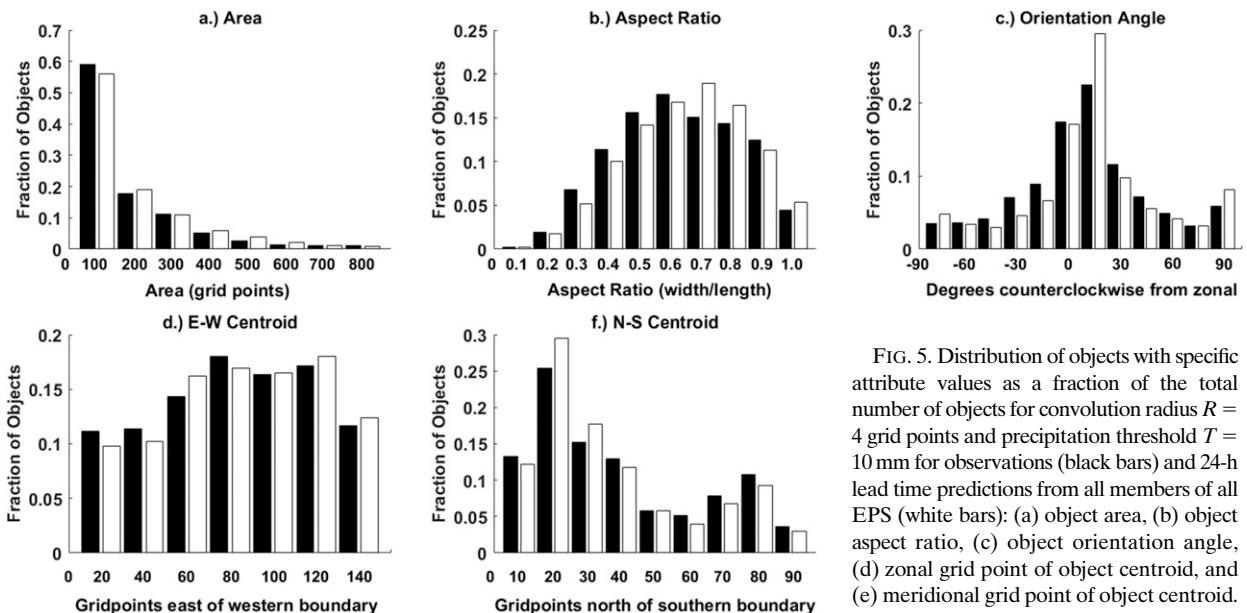 a.) Area
Fraction of Objects
0.7
0.6
0.5
0.4
0.3
0.2
0.1
0
0 100 200 300 400 500 600 700 800
Area (grid points)
b.) Aspect Ratio
Fraction of Objects
0.25
0.2
0.15
0.1
0.05
0
0 0.1 0.2 0.3 0.4 0.5 0.6 0.7 0.8 0.9 1.0
Aspect Ratio (width/length)
c.) Orientation Angle
Fraction of Objects
0.3
0.2
0.1
0
-90 -60 -30 0 30 60 90
Degrees counterclockwise from zonal
d.) E-W Centroid
Fraction of Objects
0.2
0.15
0.1
0.05
0
0 20 40 60 80 100 120 140
Gridpoints east of western boundary
f.) N-S Centroid
Fraction of Objects
0.3
0.25
0.2
0.15
0.1
0.05
0
0 10 20 30 40 50 60 70 80 90
Gridpoints north of southern boundary
FIG. 5. Distribution of objects with specific
attribute values as a fraction of the total
number of objects for convolution radius R =
4 grid points and precipitation threshold T =
10 mm for observations (black bars) and 24-h
lead time predictions from all members of all
EPS (white bars): (a) object area, (b) object
aspect ratio, (c) object orientation angle,
(d) zonal grid point of object centroid, and
(e) meridional grid point of object centroid.